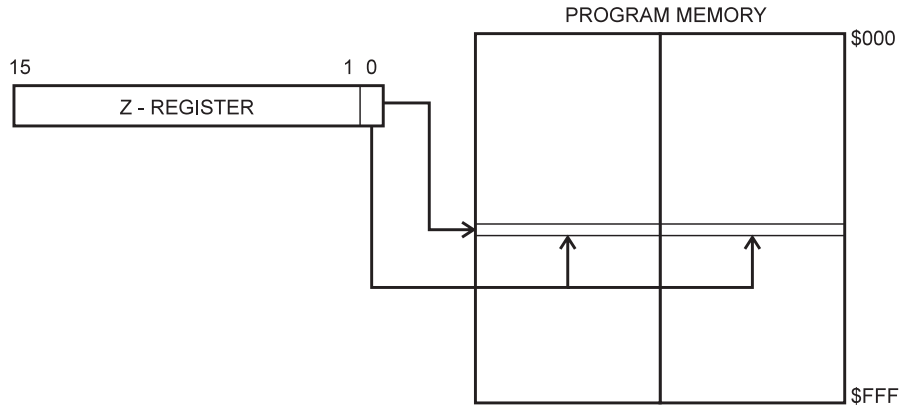 PROGRAM MEMORY
$000
15 1 0
Z - REGISTER
$FFF